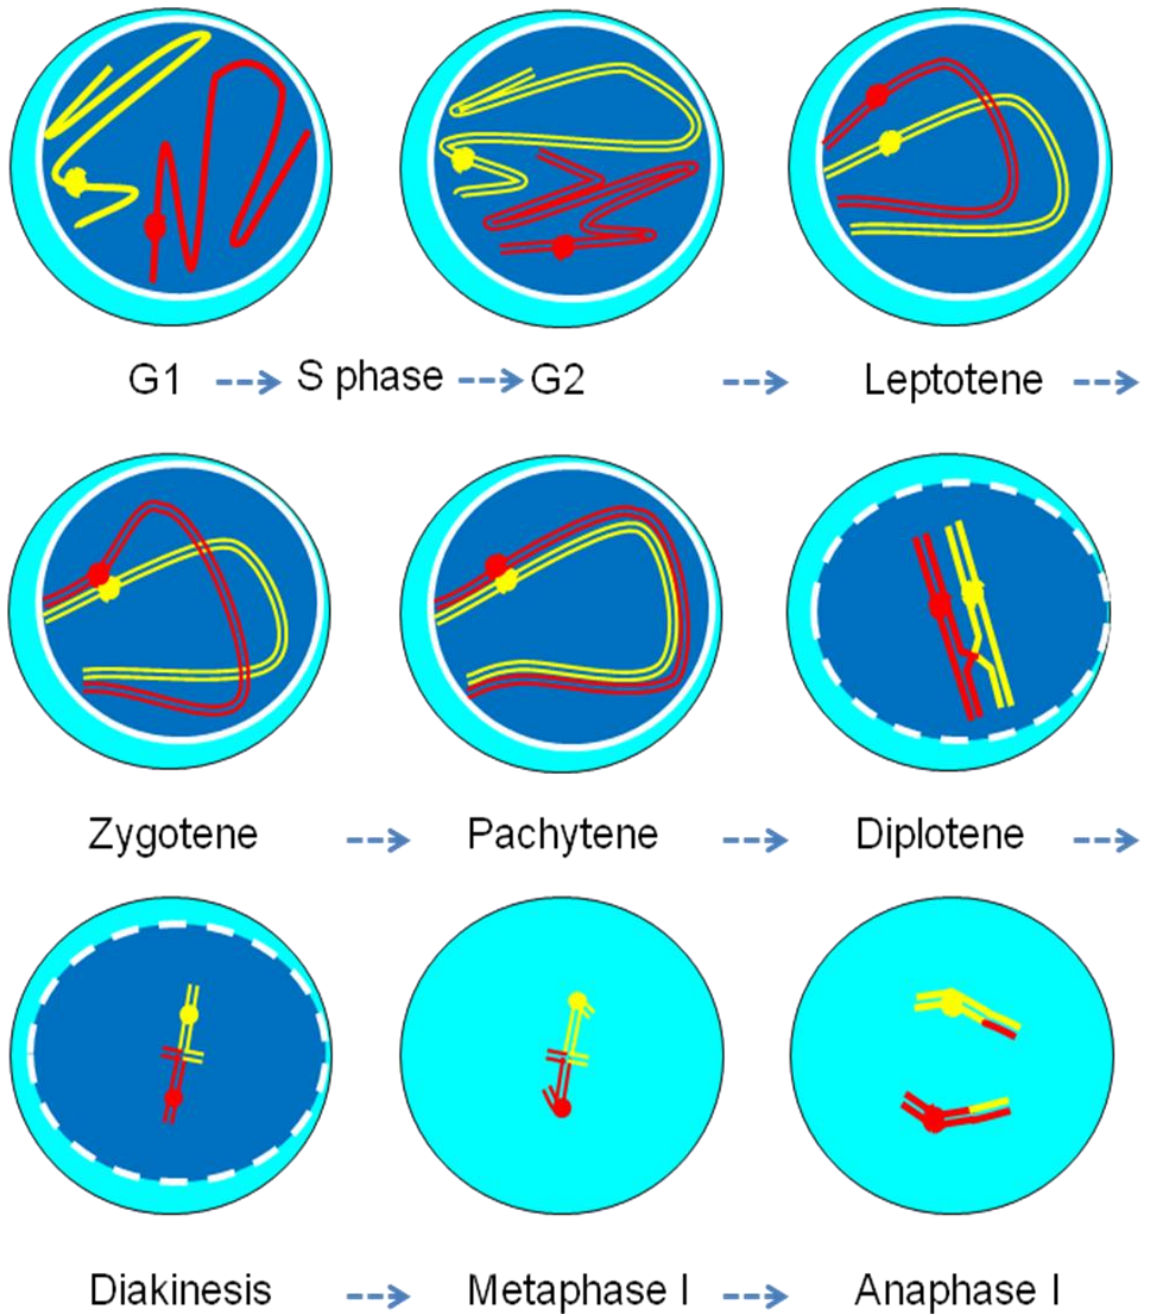 G1 S phase G2 Leptotene
Zygotene Pachytene Diplotene
Diakinesis Metaphase I Anaphase I